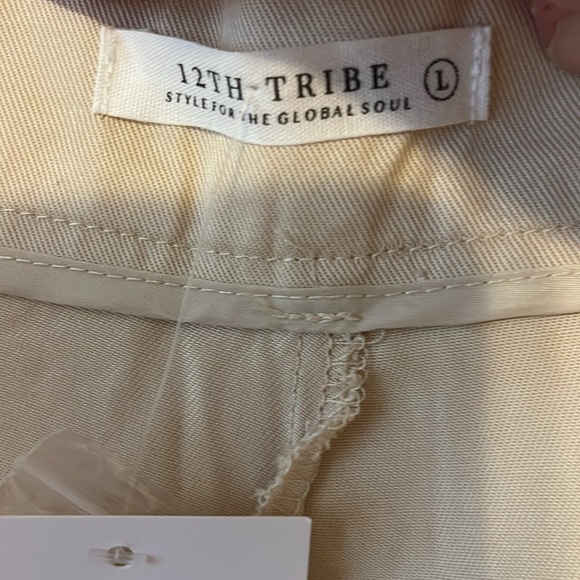 12TH TRIBE L
STYLE FOR THE GLOBAL SOUL